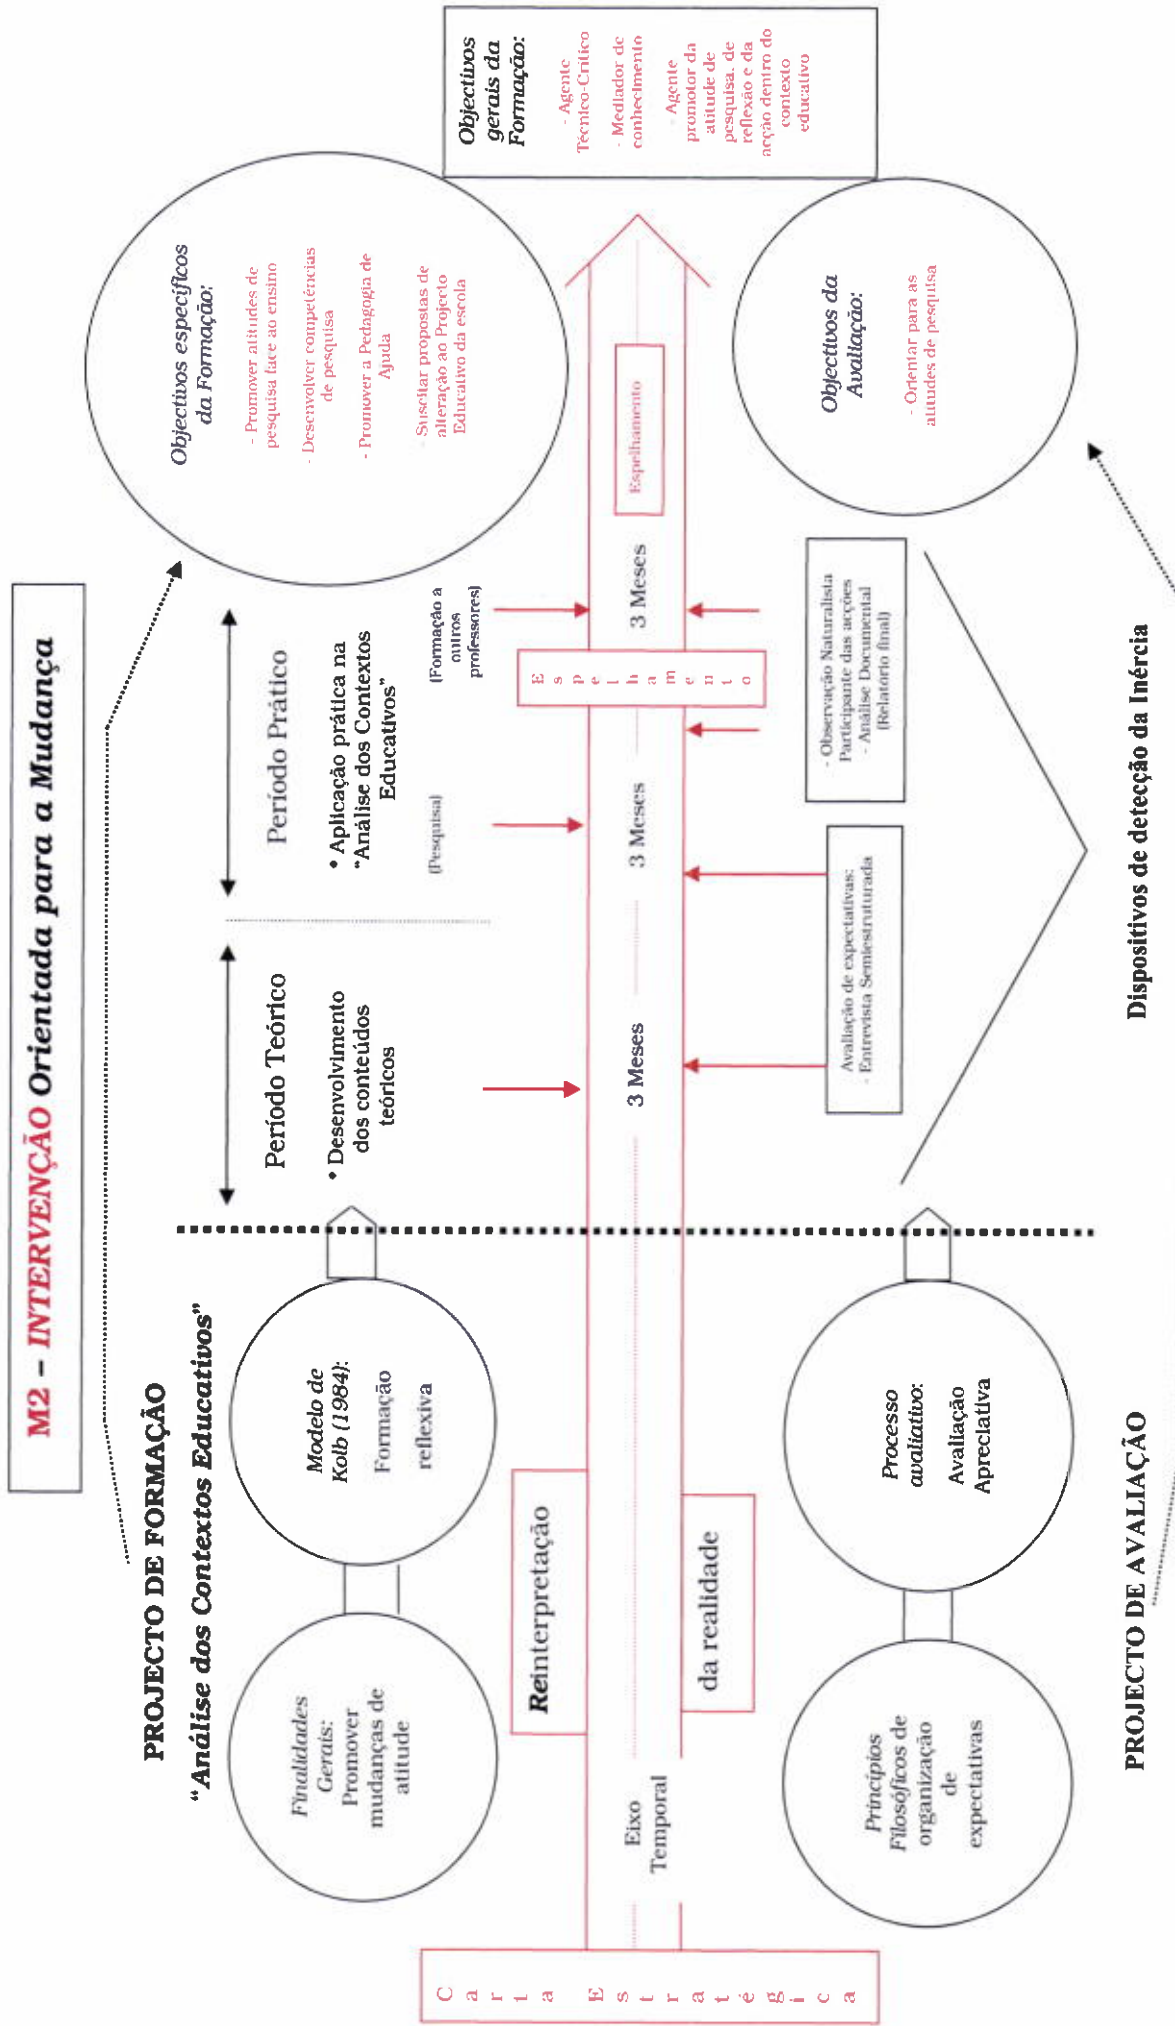 M2 – INTERVENÇÃO Orientada para a Mudança
PROJECTO DE FORMAÇÃO
“Análise dos Contextos Educativos”
Finalidades
Gerais:
Promover
mudanças de
atitude
Modelo de
Kolb (1984):
Formação
reflexiva
Período Teórico
• Desenvolvimento
dos conteúdos
teóricos
Período Prático
• Aplicação prática na
“Análise dos Contextos
Educativos”
(Pesquisa)
(Formação a
outros
professores)
Objectivos específicos
da Formação:
- Promover atitudes de
pesquisa face ao ensino
- Desenvolver competências
de pesquisa
- Promover a Pedagogia de
Ajuda
- Suscitar propostas de
alteração ao Projecto
Educativo da escola
Objectivos
gerais da
Formação:
- Agente
Técnico-Crítico
- Mediador de
conhecimento
- Agente
promotor da
atitude de
pesquisa, de
reflexão e da
acção dentro do
contexto
educativo
Carta Estratégica
Eixo
Temporal
Reinterpretação
da realidade
3 Meses
3 Meses
Espelhamento
3 Meses
Espelhamento
Princípios
Filosóficos de
organização
de
expectativas
Processo
avaliativo:
Avaliação
Apreciativa
Avaliação de expectativas:
- Entrevista Semiestruturada
- Observação Naturalista
Participante das acções
- Análise Documental
(Relatório final)
Objectivos da
Avaliação:
- Orientar para as
atitudes de pesquisa
PROJECTO DE AVALIAÇÃO
Dispositivos de detecção da Inércia